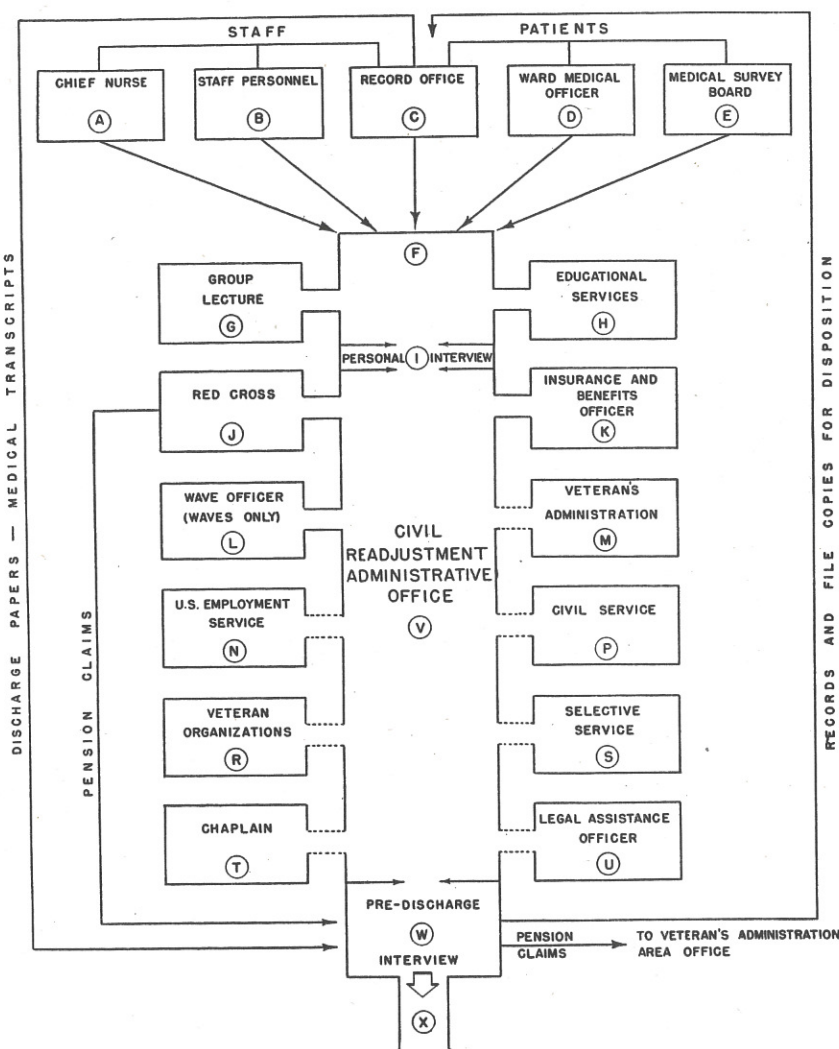 STAFF
PATIENTS
CHIEF NURSE
A
STAFF PERSONNEL
B
RECORD OFFICE
C
WARD MEDICAL
OFFICER
D
MEDICAL SURVEY
BOARD
E
F
GROUP
LECTURE
G
EDUCATIONAL
SERVICES
H
PERSONAL I INTERVIEW
RED CROSS
J
INSURANCE AND
BENEFITS
OFFICER
K
WAVE OFFICER
(WAVES ONLY)
L
VETERAN'S
ADMINISTRATION
M
CIVIL
READJUSTMENT
ADMINISTRATIVE
OFFICE
V
U.S. EMPLOYMENT
SERVICE
N
CIVIL SERVICE
P
VETERAN
ORGANIZATIONS
R
SELECTIVE
SERVICE
S
CHAPLAIN
T
LEGAL ASSISTANCE
OFFICER
U
PRE-DISCHARGE
W
INTERVIEW
X
PENSION
CLAIMS
TO VETERAN'S ADMINISTRATION
AREA OFFICE
DISCHARGE PAPERS — MEDICAL TRANSCRIPTS
PENSION CLAIMS
RECORDS AND FILE COPIES FOR DISPOSITION